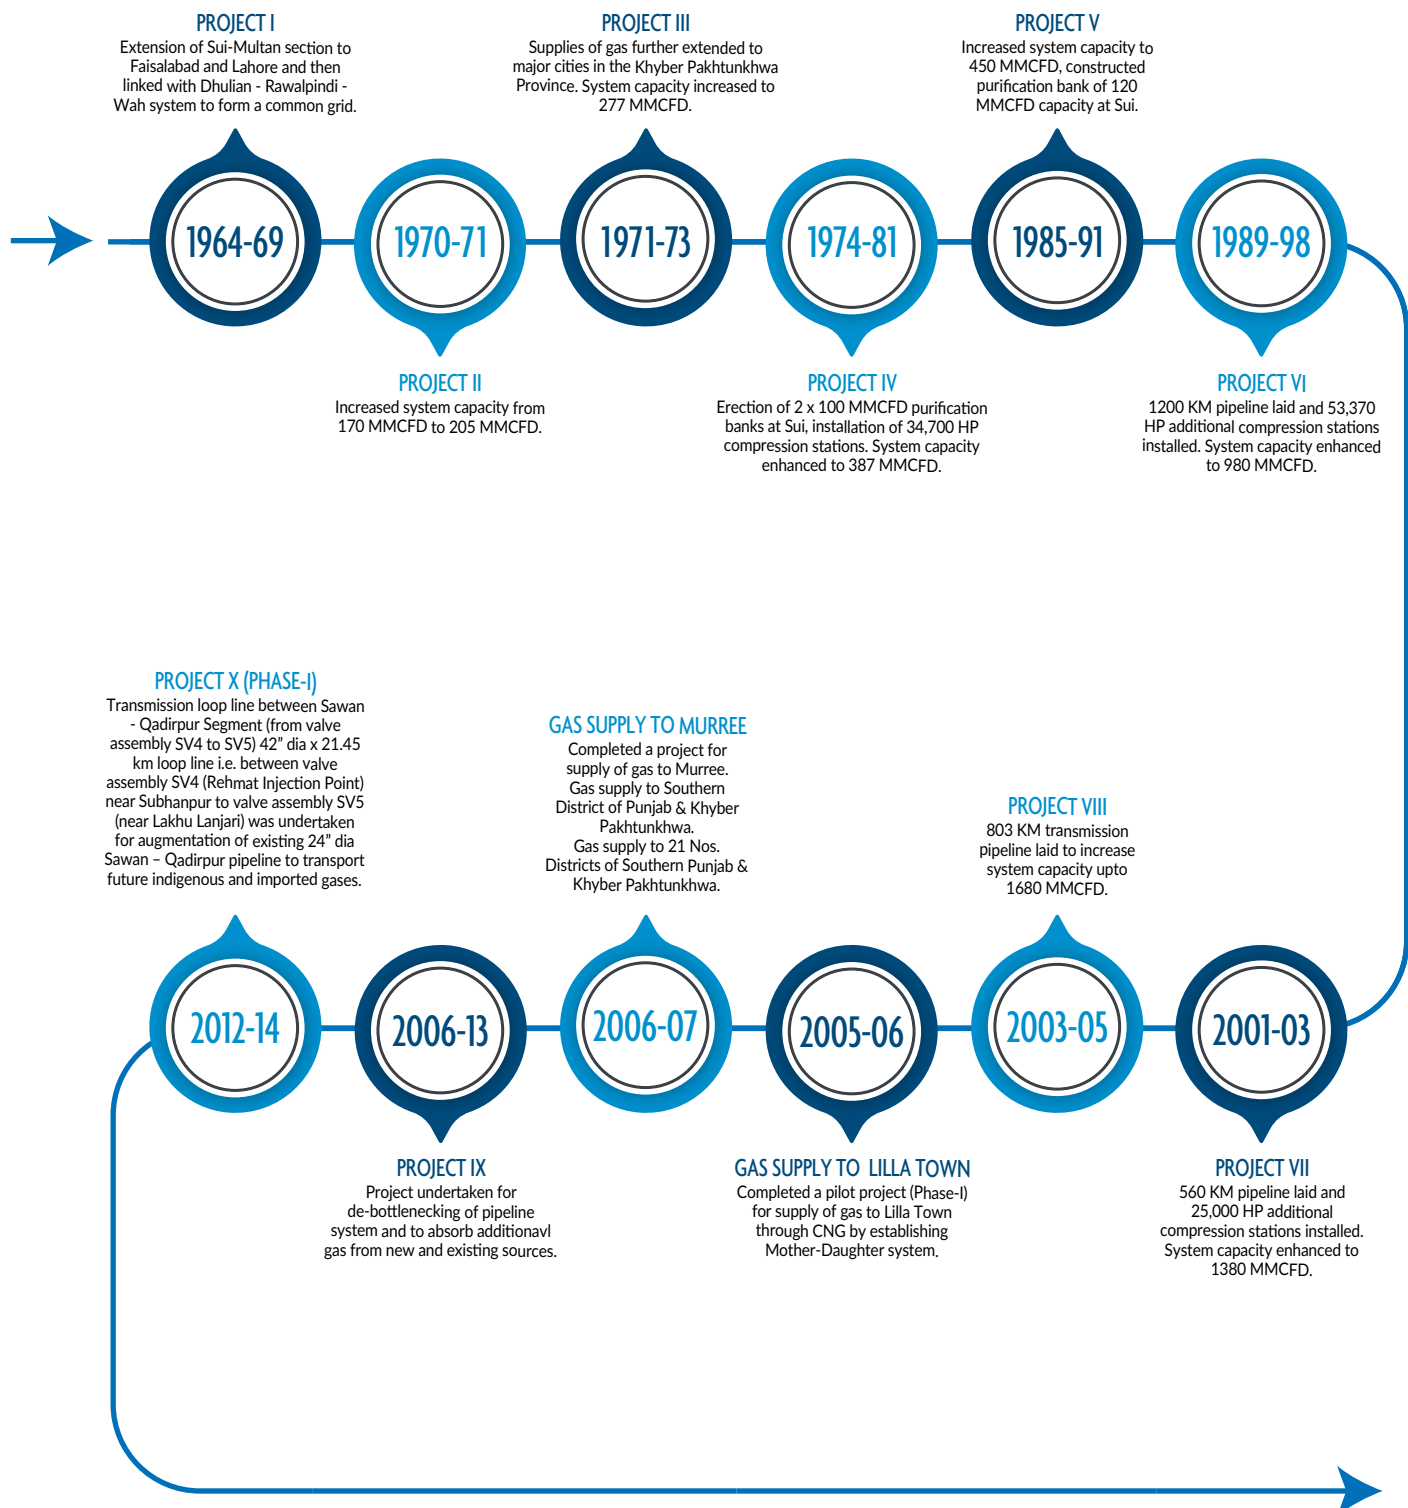 PROJECT I
Extension of Sui-Multan section to
Faisalabad and Lahore and then
linked with Dhulian - Rawalpindi -
Wah system to form a common grid.
1964-69
1970-71
PROJECT II
Increased system capacity from
170 MMCFD to 205 MMCFD.
PROJECT III
Supplies of gas further extended to
major cities in the Khyber Pakhtunkhwa
Province. System capacity increased to
277 MMCFD.
1971-73
1974-81
PROJECT IV
Erection of 2 x 100 MMCFD purification
banks at Sui, installation of 34,700 HP
compression stations. System capacity
enhanced to 387 MMCFD.
PROJECT V
Increased system capacity to
450 MMCFD, constructed
purification bank of 120
MMCFD capacity at Sui.
1985-91
1989-98
PROJECT VI
1200 KM pipeline laid and 53,370
HP additional compression stations
installed. System capacity enhanced
to 980 MMCFD.
2001-03
PROJECT VII
560 KM pipeline laid and
25,000 HP additional
compression stations installed.
System capacity enhanced to
1380 MMCFD.
PROJECT VIII
803 KM transmission
pipeline laid to increase
system capacity upto
1680 MMCFD.
2003-05
2005-06
GAS SUPPLY TO LILLA TOWN
Completed a pilot project (Phase-I)
for supply of gas to Lilla Town
through CNG by establishing
Mother-Daughter system.
GAS SUPPLY TO MURREE
Completed a project for
supply of gas to Murree.
Gas supply to Southern
District of Punjab & Khyber
Pakhtunkhwa.
Gas supply to 21 Nos.
Districts of Southern Punjab &
Khyber Pakhtunkhwa.
2006-07
2006-13
PROJECT IX
Project undertaken for
de-bottlenecking of pipeline
system and to absorb additionavl
gas from new and existing sources.
PROJECT X (PHASE-I)
Transmission loop line between Sawan
- Qadirpur Segment (from valve
assembly SV4 to SV5) 42” dia x 21.45
km loop line i.e. between valve
assembly SV4 (Rehmat Injection Point)
near Subhanpur to valve assembly SV5
(near Lakhu Lanjari) was undertaken
for augmentation of existing 24” dia
Sawan – Qadirpur pipeline to transport
future indigenous and imported gases.
2012-14